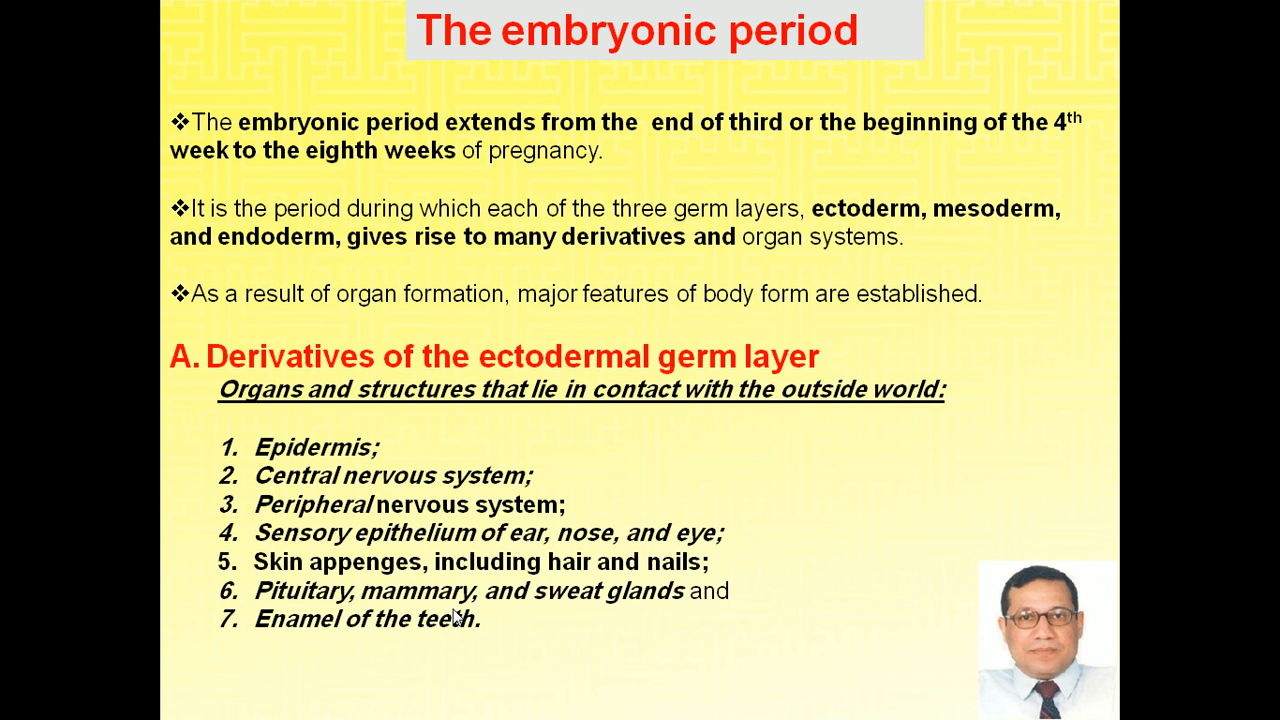 The embryonic period
❖The embryonic period extends from the end of third or the beginning of the 4th
week to the eighth weeks of pregnancy.
❖It is the period during which each of the three germ layers, ectoderm, mesoderm,
and endoderm, gives rise to many derivatives and organ systems.
❖As a result of organ formation, major features of body form are established.
A. Derivatives of the ectodermal germ layer
Organs and structures that lie in contact with the outside world:
1. Epidermis;
2. Central nervous system;
3. Peripheral nervous system;
4. Sensory epithelium of ear, nose, and eye;
5. Skin appenges, including hair and nails;
6. Pituitary, mammary, and sweat glands and
7. Enamel of the teeth.